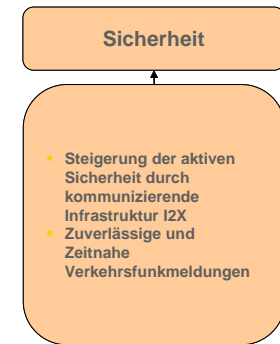 Sicherheit
Steigerung der aktiven
Sicherheit durch
kommunizierende
Infrastruktur I2X
Zuverlässige und
Zeitnahe
Verkehrsfunkmeldungen